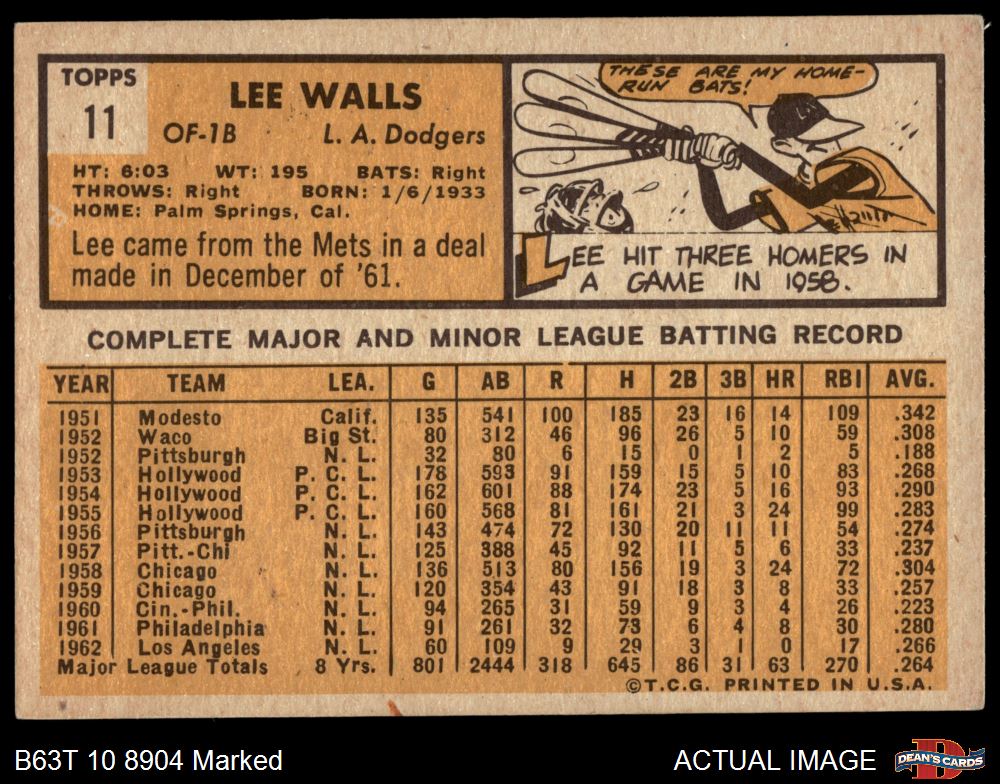 TOPPS
11
LEE WALLS
OF-1B L. A. Dodgers
HT: 6:03 WT: 195 BATS: Right
THROWS: Right BORN: 1/6/1933
HOME: Palm Springs, Cal.
Lee came from the Mets in a deal
made in December of '61.
THESE ARE MY HOME-
RUN BATS!
LA
LEE HIT THREE HOMERS IN
A GAME IN 1958.
COMPLETE MAJOR AND MINOR LEAGUE BATTING RECORD
YEAR TEAM LEA. G AB R H 2B 3B HR RBI AVG.
1951 Modesto Calif. 135 541 100 185 23 16 14 109 .342
1952 Waco Big St. 80 312 46 96 26 5 10 59 .308
1952 Pittsburgh N. L. 32 80 6 15 0 1 2 5 .188
1953 Hollywood P. C. L. 178 593 91 159 15 5 10 83 .268
1954 Hollywood P. C. L. 162 601 88 174 23 5 16 93 .290
1955 Hollywood P. C. L. 160 568 81 161 21 3 24 99 .283
1956 Pittsburgh N. L. 143 474 72 130 20 11 11 54 .274
1957 Pitt.-Chi N. L. 125 388 45 92 11 5 6 33 .237
1958 Chicago N. L. 136 513 80 156 19 3 24 72 .304
1959 Chicago N. L. 120 354 43 91 18 3 8 33 .257
1960 Cin.-Phil. N. L. 94 265 31 59 9 3 4 26 .223
1961 Philadelphia N. L. 91 261 32 73 6 4 8 30 .280
1962 Los Angeles N. L. 60 109 9 29 3 1 0 17 .266
Major League Totals 8 Yrs. 801 2444 318 645 86 31 63 270 .264
©T.C.G. PRINTED IN U.S.A.
B63T 10 8904 Marked ACTUAL IMAGE
DEAN'S CARDS